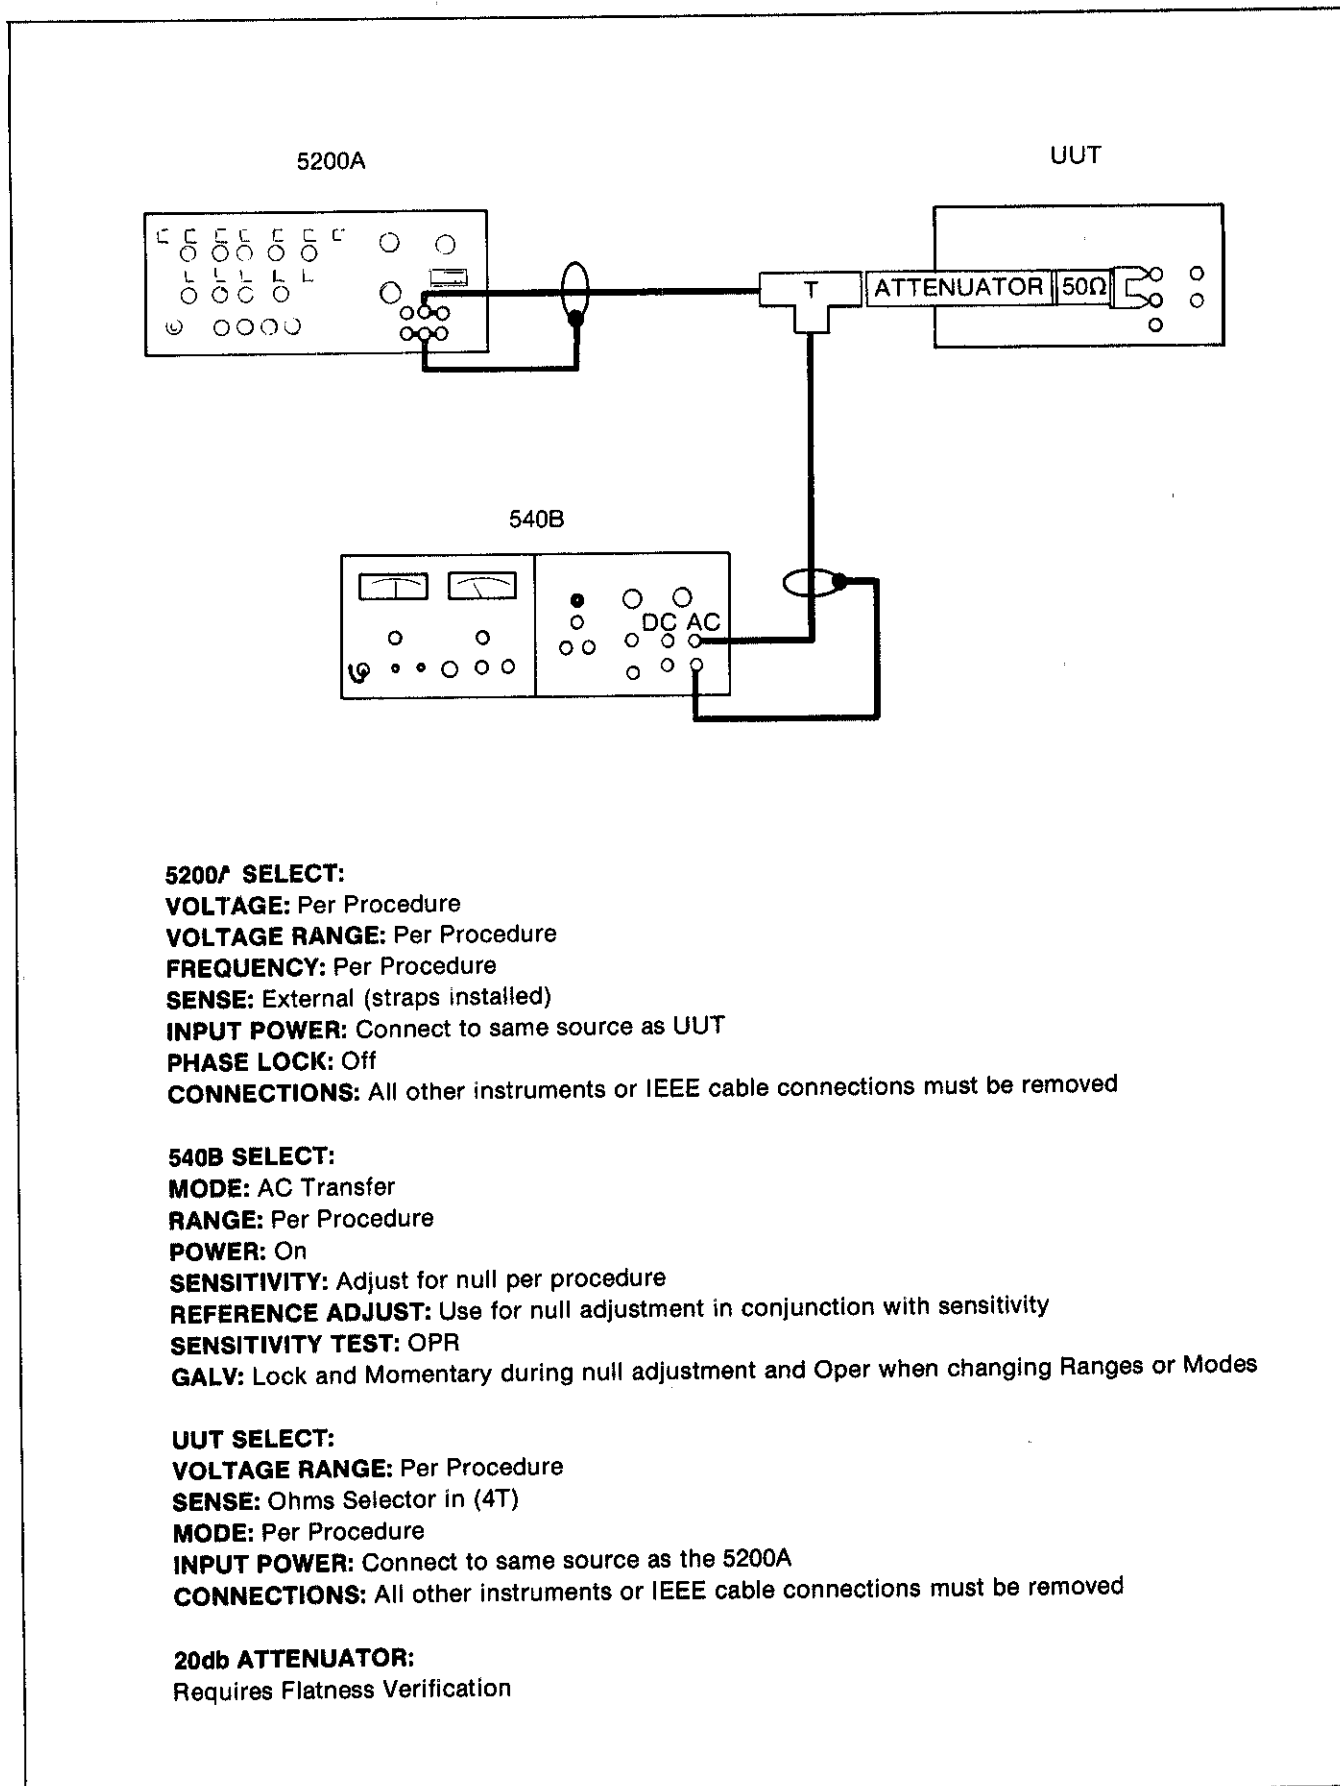 5200A
UUT
T
ATTENUATOR
50Ω
540B
DC AC
SELECT:
VOLTAGE: Per Procedure
VOLTAGE RANGE: Per Procedure
FREQUENCY: Per Procedure
SENSE: External (straps installed)
INPUT POWER: Connect to same source as UUT
PHASE LOCK: Off
CONNECTIONS: All other instruments or IEEE cable connections must be removed
540B SELECT:
MODE: AC Transfer
RANGE: Per Procedure
POWER: On
SENSITIVITY: Adjust for null per procedure
REFERENCE ADJUST: Use for null adjustment in conjunction with sensitivity
SENSITIVITY TEST: OPR
GALV: Lock and Momentary during null adjustment and Oper when changing Ranges or Modes
UUT SELECT:
VOLTAGE RANGE: Per Procedure
SENSE: Ohms Selector in (4T)
MODE: Per Procedure
INPUT POWER: Connect to same source as the 5200A
CONNECTIONS: All other instruments or IEEE cable connections must be removed
20db ATTENUATOR:
Requires Flatness Verification